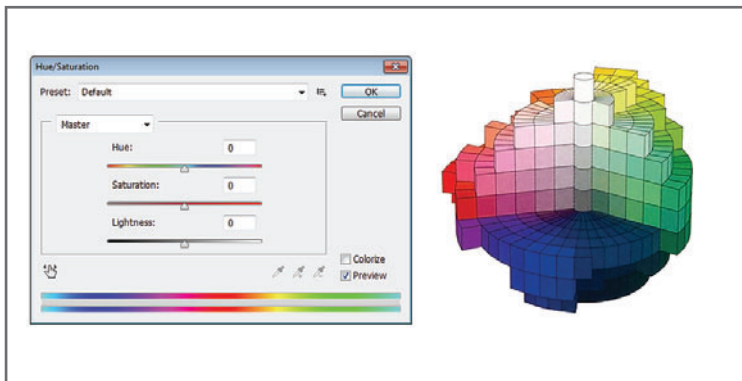 Hue/Saturation
Preset: Default
OK
Cancel
Master
Hue: 0
Saturation: 0
Lightness: 0
Colorize
Preview